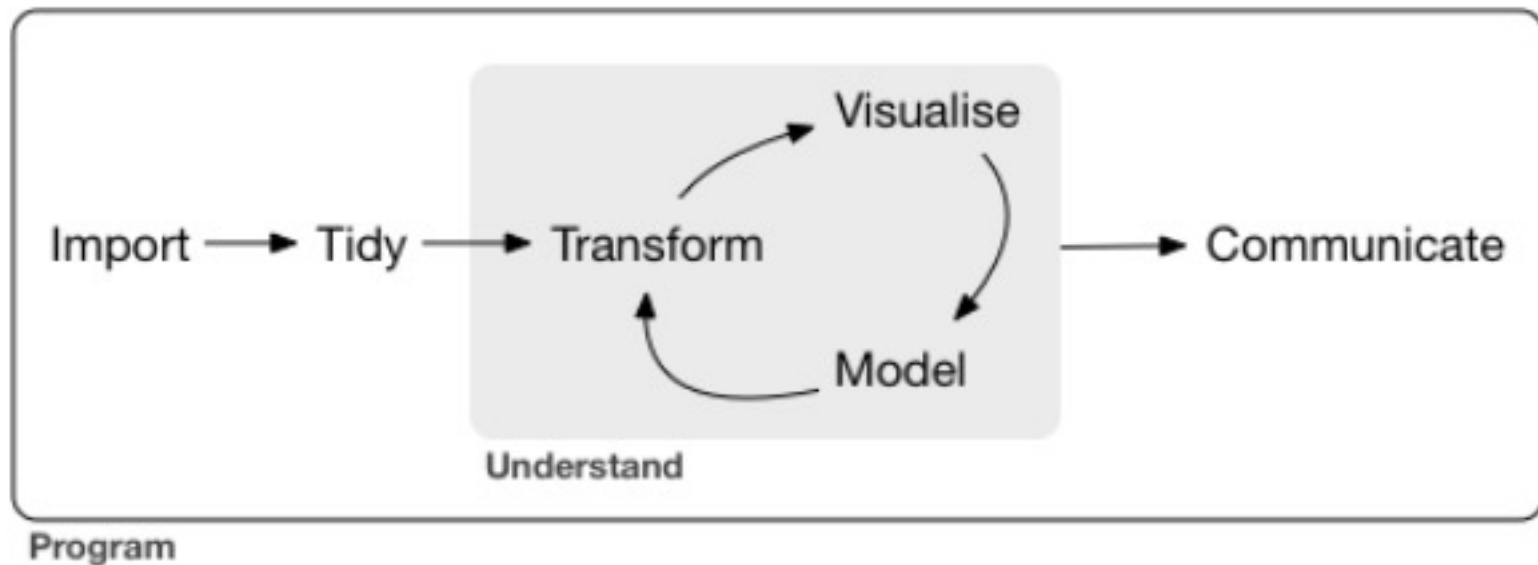 Visualise
Import
Tidy
Transform
Communicate
Model
Understand
Program